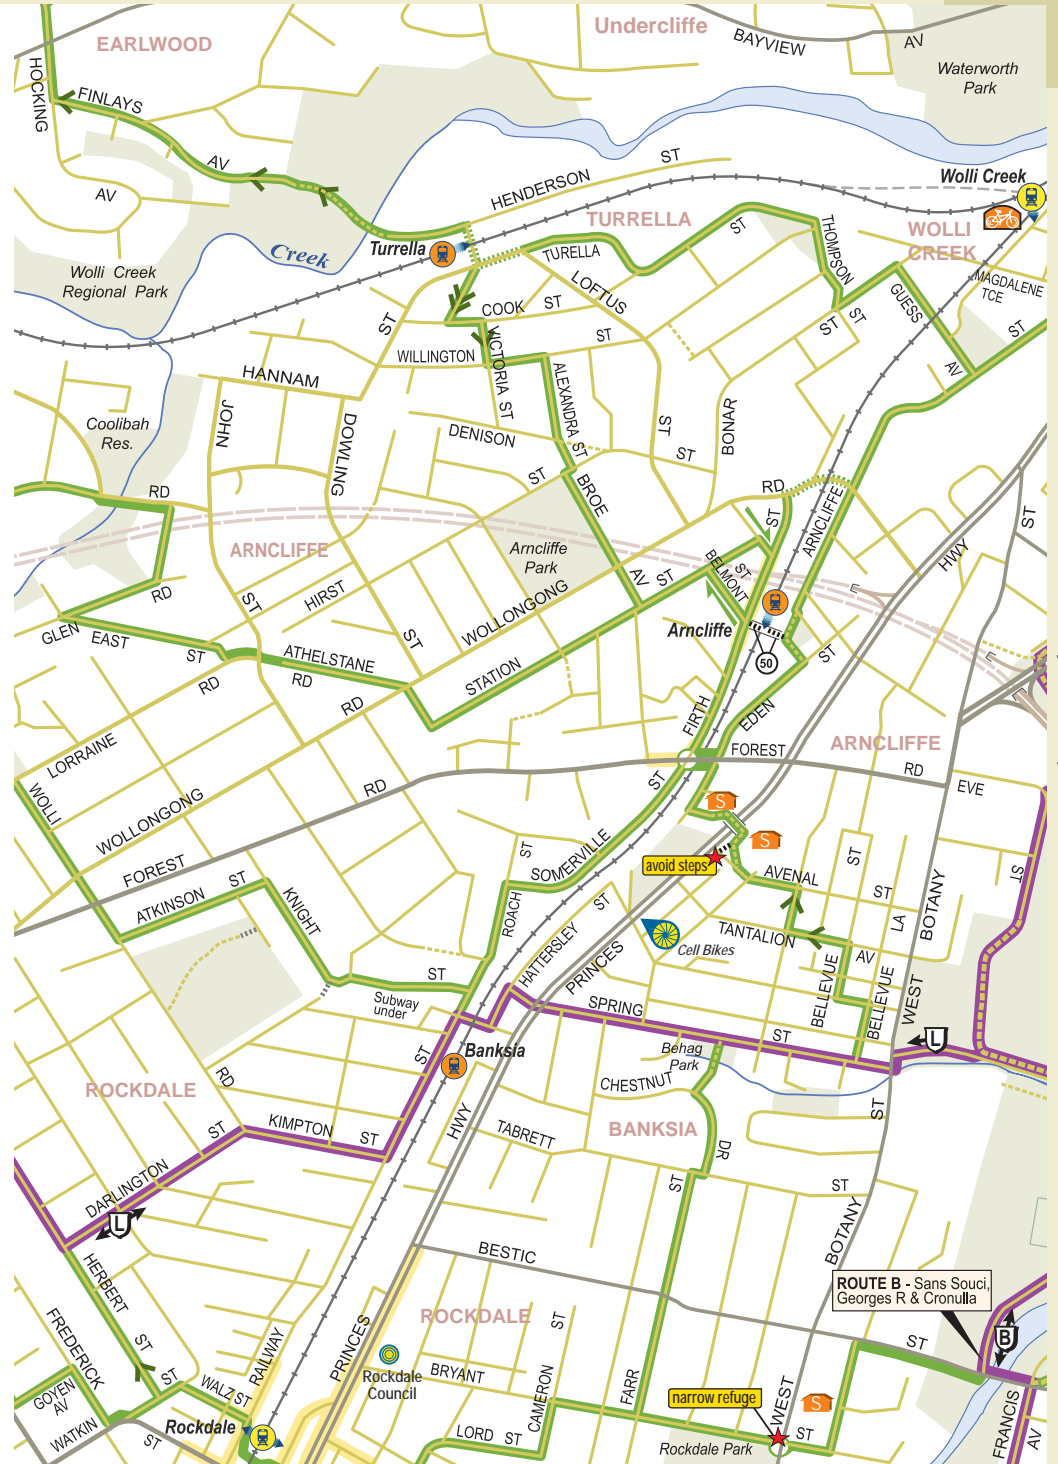 EARLWOOD
Undercliffe
BAYVIEW
AV
Waterworth
Park
HOCKING
FINLAYS
AV
AV
HENDERSON
ST
Wolli Creek
TURRELLA
WOLLI
CREEK
Turrella
Creek
TURELLA
ST
THOMPSON
ST
Wolli Creek
Regional Park
LOFTUS
ST
GUESS
AV
MAGDALENE
TCE
ST
COOK
ST
ST
ST
ST
VICTORIA ST
WILLINGTON
HANNAM
ALEXANDRA ST
JOHN
ST
DOWLING
ST
DENISON
ST
ST
BONAR
Coolibah
Res.
BROE
AV
RD
RD
ST
ARNCLIFFE
HWY
ST
ARNCLIFFE
Arncliffe
Park
BELMONT
ST
ST
E
RD
HIRST
WOLLONGONG
GLEN
EAST
ST
Arncliffe
50
ST
E
ATHELSTANE
RD
RD
RD
STATION
FIRTH
EDEN
LORRAINE
FOREST
ARNCLIFFE
RD
WOLLI
RD
ST
EVE
WOLLONGONG
S
FOREST
ST
SOMERVILLE
S
avoid steps
AVENAL
ST
ST
ST
ATKINSON
ST
KNIGHT
ROACH
ST
LA
BOTANY
HATTERSLEY
PRINCES
Cell Bikes
TANTALION
AV
ST
Subway
under
SPRING
ST
BELLEVUE
BELLEVUE
WEST
L
ST
Banksia
Behag
Park
CHESTNUT
ROCKDALE
RD
HWY
ST
KIMPTON
ST
ST
TABRETT
BANKSIA
DR
DARLINGTON
ST
ST
L
BOTANY
HERBERT
ST
BESTIC
ROUTE B - Sans Souci,
Georges R & Cronulla
FREDERICK
ROCKDALE
ST
ST
B
RAILWAY
PRINCES
Rockdale
Council
BRYANT
GOYEN
AV
ST
WALZ ST
CAMERON
FARR
narrow refuge
WEST
S
WATKIN
ST
Rockdale
LORD ST
Rockdale Park
ST
FRANCIS
AV